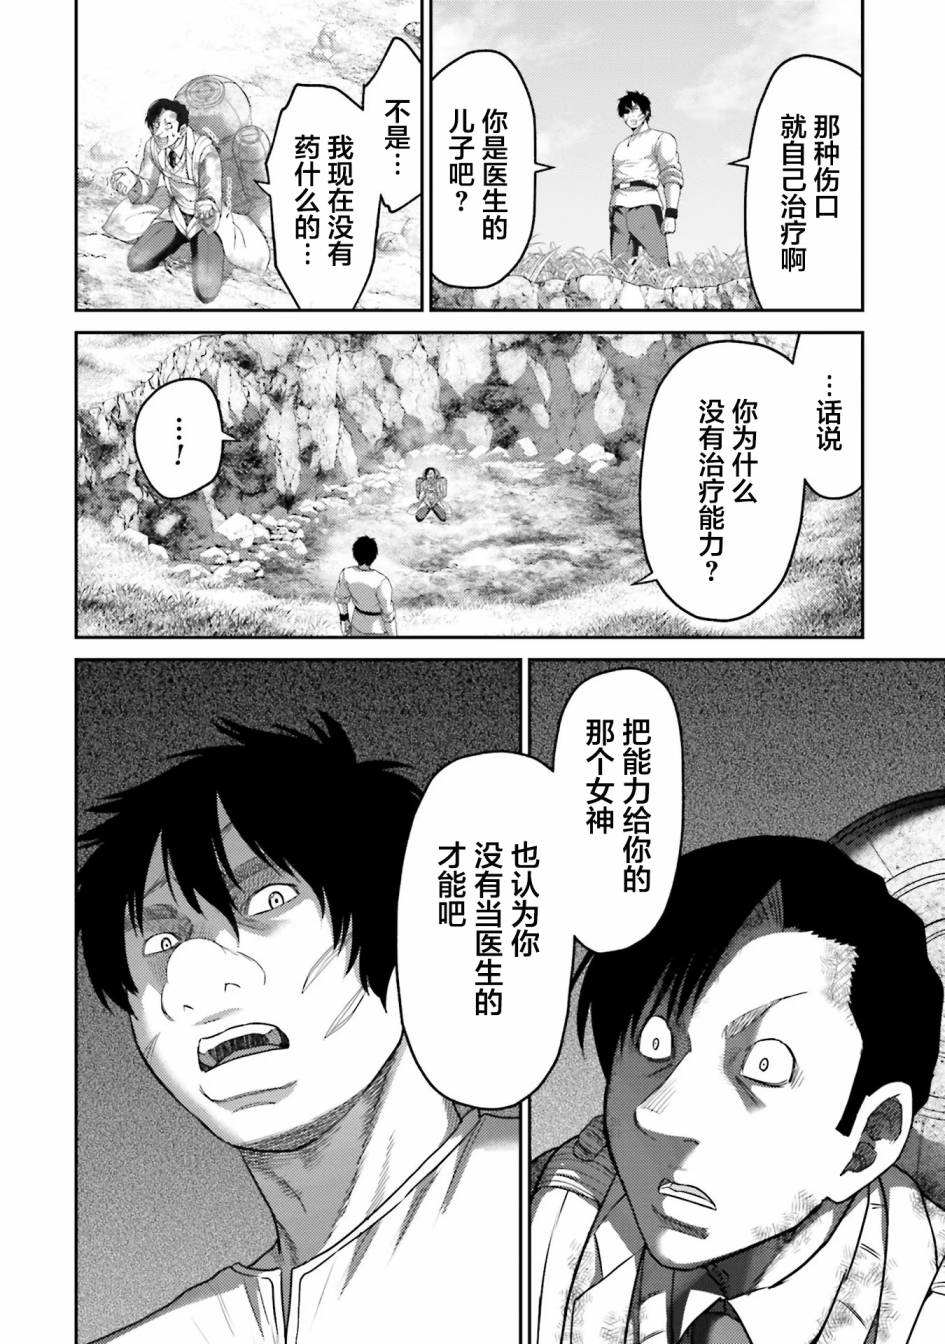 那种伤口
就自己治疗啊
你是医生的
儿子吧？
不是…
我现在没有
药什么的…
…话说
你为什么
没有治疗能力？
…！
把能力给你的
那个女神
也认为你
没有当医生的
才能吧